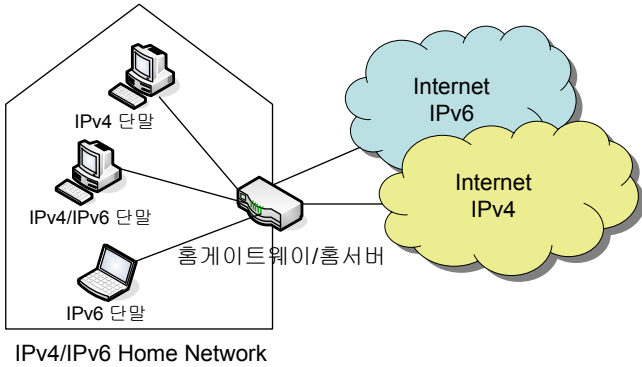 IPv4 단말
IPv4/IPv6 단말
IPv6 단말
홈게이트웨이/홈서버
Internet
IPv6
Internet
IPv4
IPv4/IPv6 Home Network